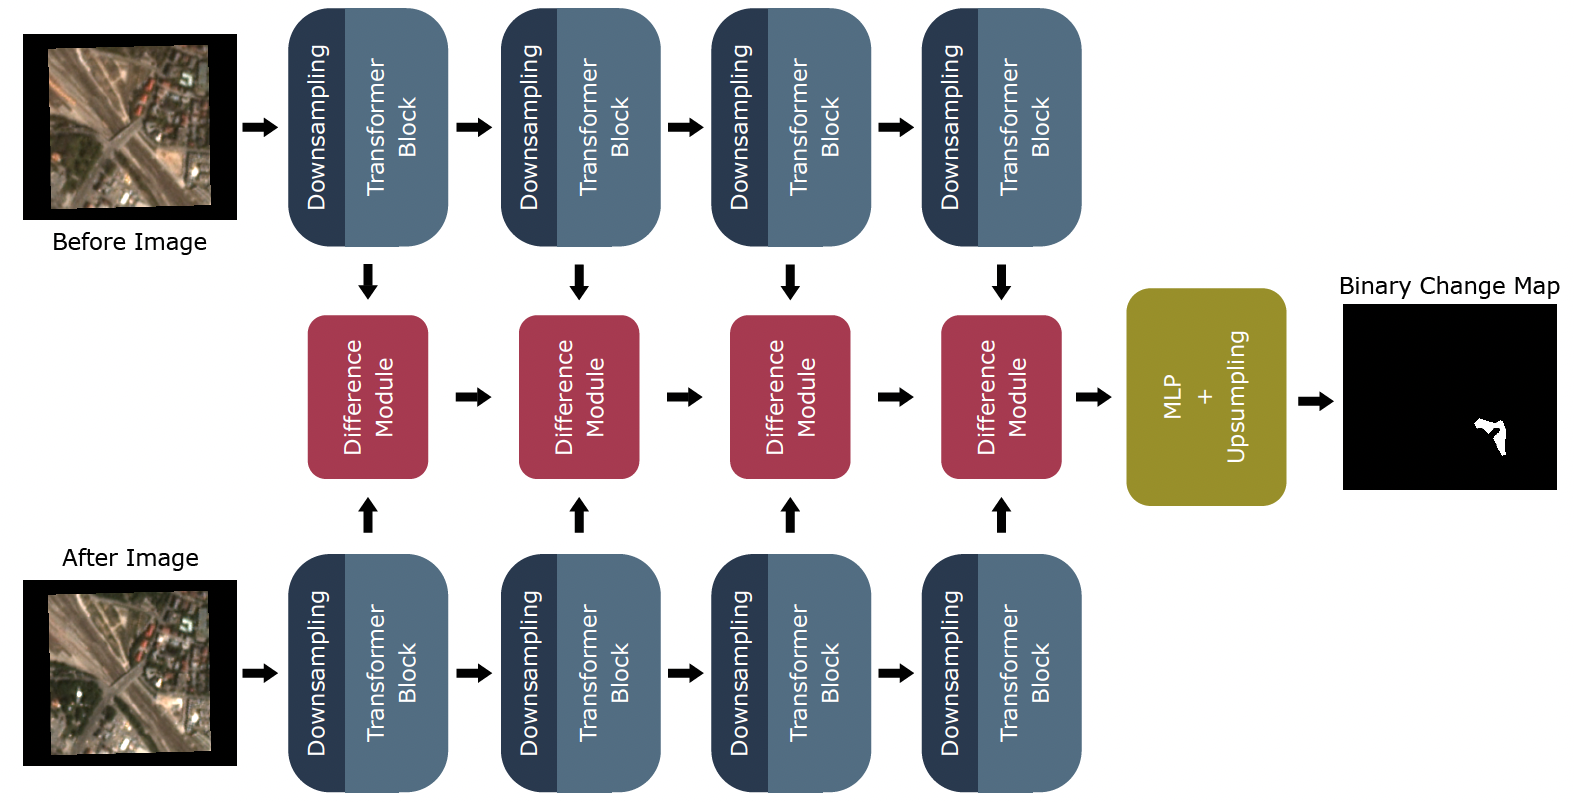 Downsampling
Transformer
Block
Downsampling
Transformer
Block
Downsampling
Transformer
Block
Downsampling
Transformer
Block
Before Image
Difference
Module
Difference
Module
Difference
Module
Difference
Module
MLP
+
Upsumpling
Binary Change Map
After Image
Downsampling
Transformer
Block
Downsampling
Transformer
Block
Downsampling
Transformer
Block
Downsampling
Transformer
Block